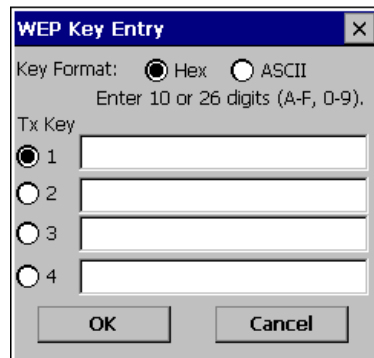 WEP Key Entry
Key Format: Hex ASCII
Enter 10 or 26 digits (A-F, 0-9).
Tx Key
1
2
3
4
OK Cancel